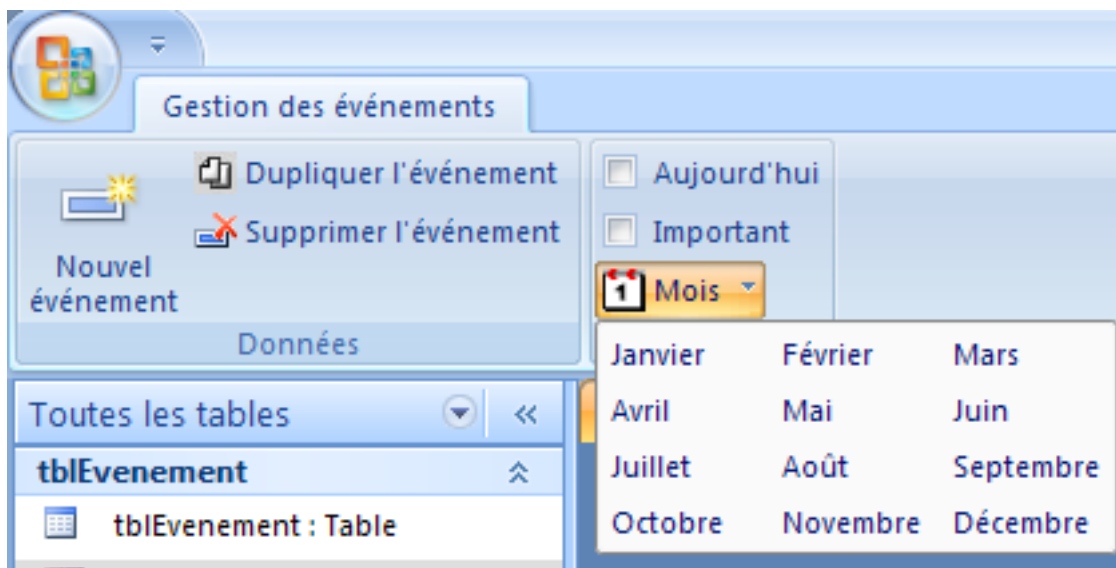 Gestion des événements
Nouvel
événement
Dupliquer l'événement
Supprimer l'événement
Données
Aujourd'hui
Important
1 Mois
Janvier Février Mars
Avril Mai Juin
Juillet Août Septembre
Octobre Novembre Décembre
Toutes les tables
tblEvenement
tblEvenement : Table